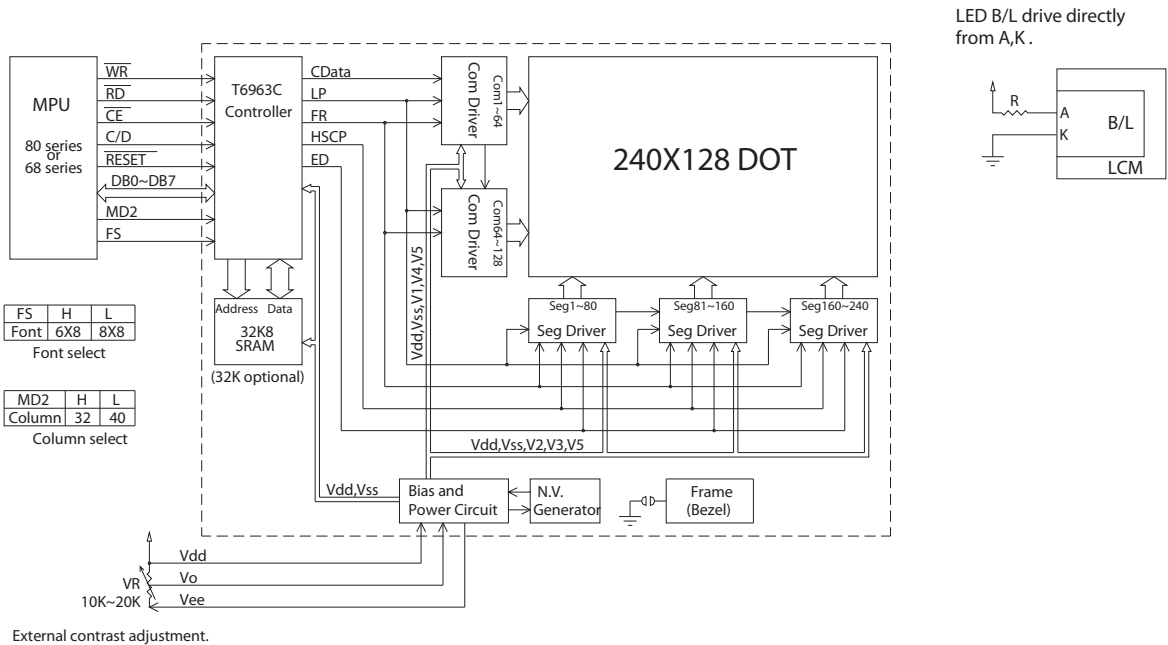 LED B/L drive directly
from A,K .
R
A
K
B/L
LCM
MPU
80 series
or
68 series
WR
RD
CE
C/D
RESET
DB0~DB7
MD2
FS
T6963C
Controller
CData
LP
FR
HSCP
ED
Com Driver
Com1~64
Com Driver
Com64~128
240X128 DOT
Vdd,Vss,V1,V4,V5
Address Data
32K8
SRAM
(32K optional)
Seg1~80
Seg Driver
Seg81~160
Seg Driver
Seg160~240
Seg Driver
FS H L
Font 6X8 8X8
Font select
MD2 H L
Column 32 40
Column select
Vdd,Vss,V2,V3,V5
Vdd,Vss
Bias and
Power Circuit
N.V.
Generator
Frame
(Bezel)
Vdd
Vo
Vee
VR
10K~20K
External contrast adjustment.